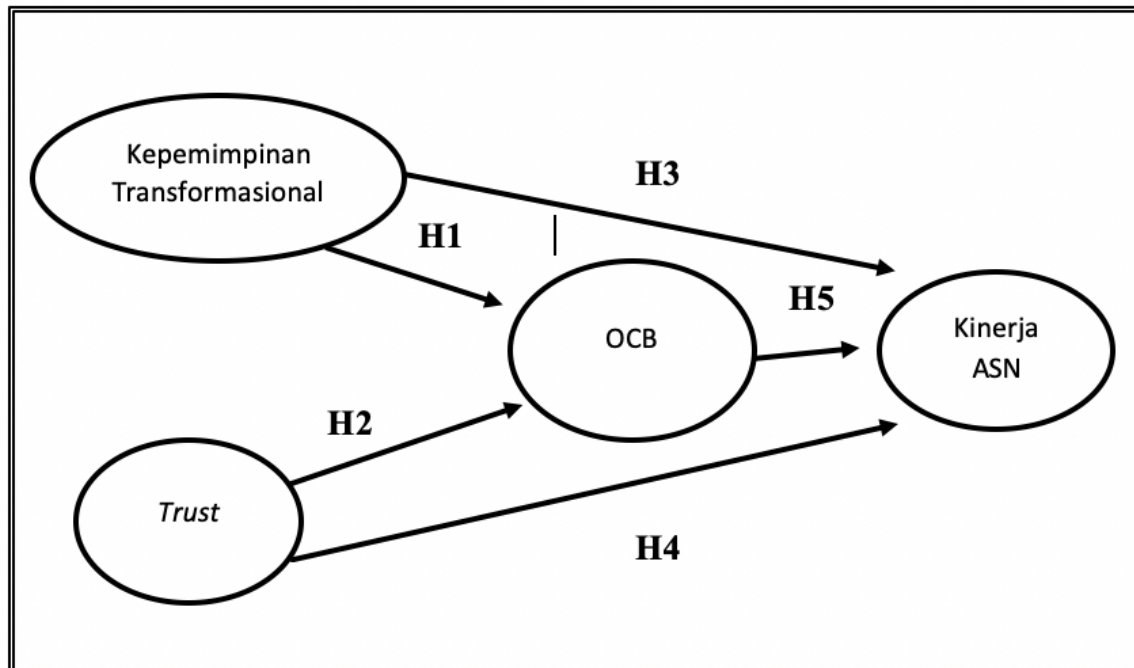 Kepemimpinan
Transformasional
H3
H1
H5
OCB
Kinerja
ASN
H2
Trust
H4